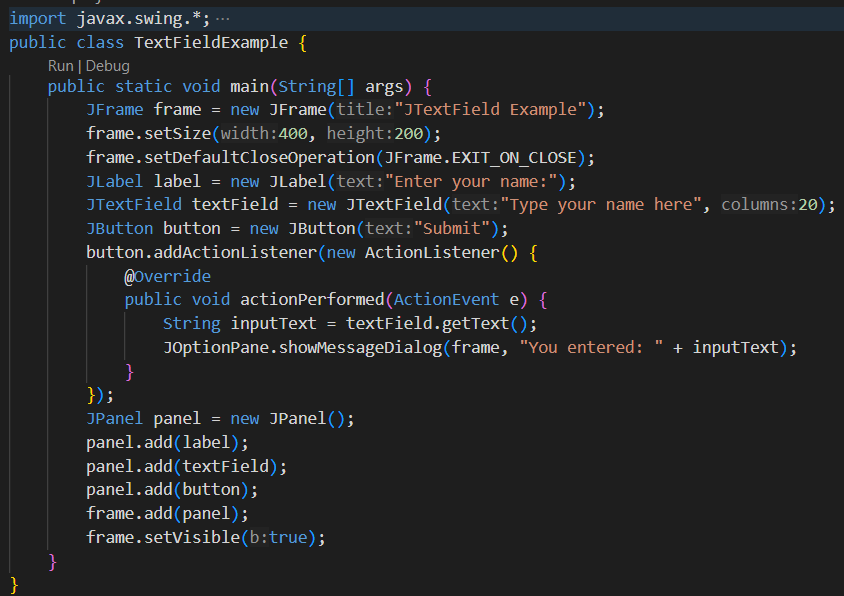 import javax.swing.*; ...
public class TextFieldExample {
Run | Debug
public static void main(String[] args) {
JFrame frame = new JFrame(title:"JTextField Example");
frame.setSize(width:400, height:200);
frame.setDefaultCloseOperation(JFrame.EXIT_ON_CLOSE);
JLabel label = new JLabel(text:"Enter your name:");
JTextField textField = new JTextField(text:"Type your name here", columns:20);
JButton button = new JButton(text:"Submit");
button.addActionListener(new ActionListener() {
@Override
public void actionPerformed(ActionEvent e) {
String inputText = textField.getText();
JOptionPane.showMessageDialog(frame, "You entered: " + inputText);
}
});
JPanel panel = new JPanel();
panel.add(label);
panel.add(textField);
panel.add(button);
frame.add(panel);
frame.setVisible(b:true);
}
}